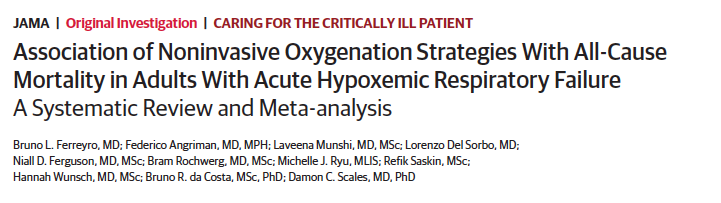 JAMA | Original Investigation | CARING FOR THE CRITICALLY ILL PATIENT
Association of Noninvasive Oxygenation Strategies With All-Cause
Mortality in Adults With Acute Hypoxemic Respiratory Failure
A Systematic Review and Meta-analysis
Bruno L. Ferreyro, MD; Federico Angriman, MD, MPH; Laveena Munshi, MD, MSc; Lorenzo Del Sorbo, MD;
Niall D. Ferguson, MD, MSc; Bram Rochwerg, MD, MSc; Michelle J. Ryu, MLIS; Refik Saskin, MSc;
Hannah Wunsch, MD, MSc; Bruno R. da Costa, MSc, PhD; Damon C. Scales, MD, PhD